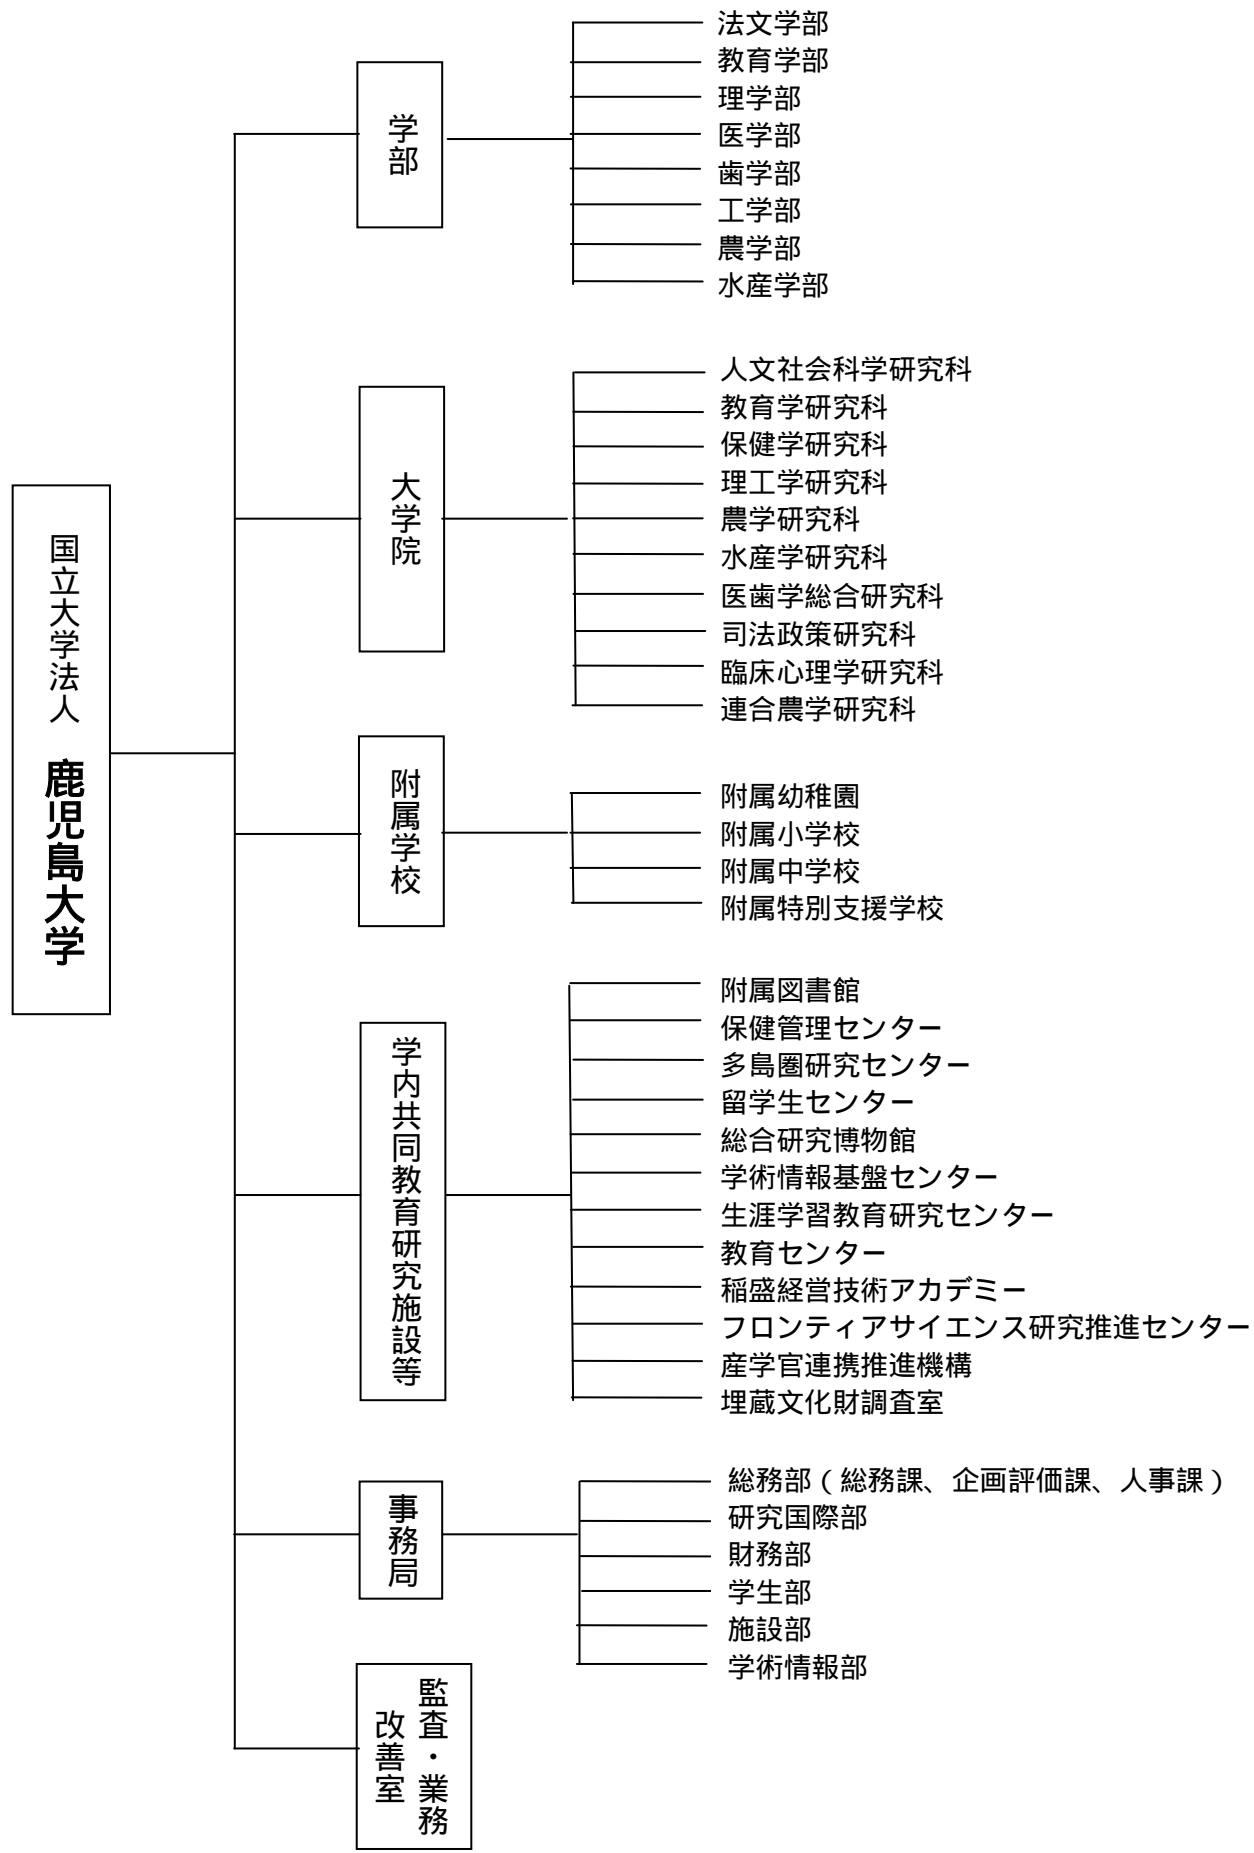 国立大学法人　鹿児島大学
学部
法文学部
教育学部
理学部
医学部
歯学部
工学部
農学部
水産学部
大学院
人文社会科学研究科
教育学研究科
保健学研究科
理工学研究科
農学研究科
水産学研究科
医歯学総合研究科
司法政策研究科
臨床心理学研究科
連合農学研究科
附属学校
附属幼稚園
附属小学校
附属中学校
附属特別支援学校
学内共同教育研究施設等
附属図書館
保健管理センター
多島圏研究センター
留学生センター
総合研究博物館
学術情報基盤センター
生涯学習教育研究センター
教育センター
稲盛経営技術アカデミー
フロンティアサイエンス研究推進センター
産学官連携推進機構
埋蔵文化財調査室
事務局
総務部（総務課、企画評価課、人事課）
研究国際部
財務部
学生部
施設部
学術情報部
監査・業務
改善室